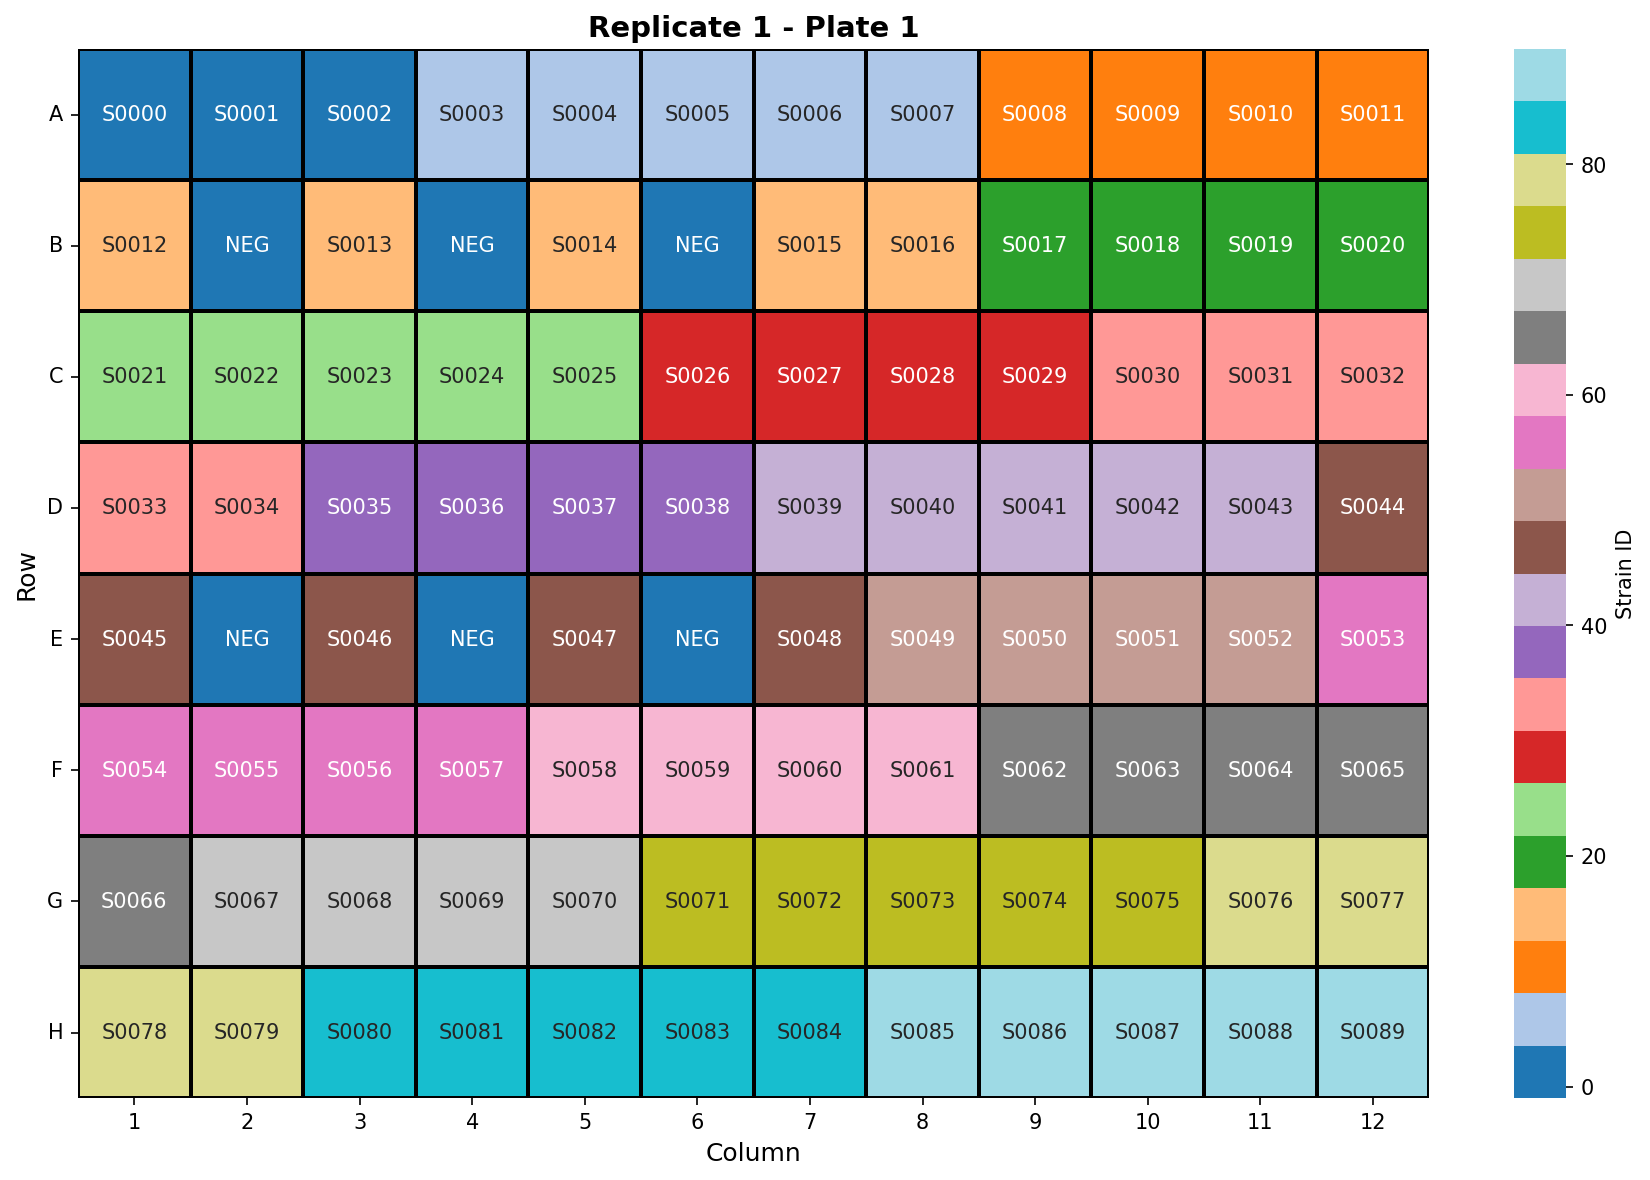 Replicate 1 - Plate 1
A S0000 S0001 S0002 S0003 S0004 S0005 S0006 S0007 S0008 S0009 S0010 S0011
B S0012 NEG S0013 NEG S0014 NEG S0015 S0016 S0017 S0018 S0019 S0020
C S0021 S0022 S0023 S0024 S0025 S0026 S0027 S0028 S0029 S0030 S0031 S0032
D S0033 S0034 S0035 S0036 S0037 S0038 S0039 S0040 S0041 S0042 S0043 S0044
E S0045 NEG S0046 NEG S0047 NEG S0048 S0049 S0050 S0051 S0052 S0053
F S0054 S0055 S0056 S0057 S0058 S0059 S0060 S0061 S0062 S0063 S0064 S0065
G S0066 S0067 S0068 S0069 S0070 S0071 S0072 S0073 S0074 S0075 S0076 S0077
H S0078 S0079 S0080 S0081 S0082 S0083 S0084 S0085 S0086 S0087 S0088 S0089
1 2 3 4 5 6 7 8 9 10 11 12
Column
Row
80
60
40
20
0
Strain ID